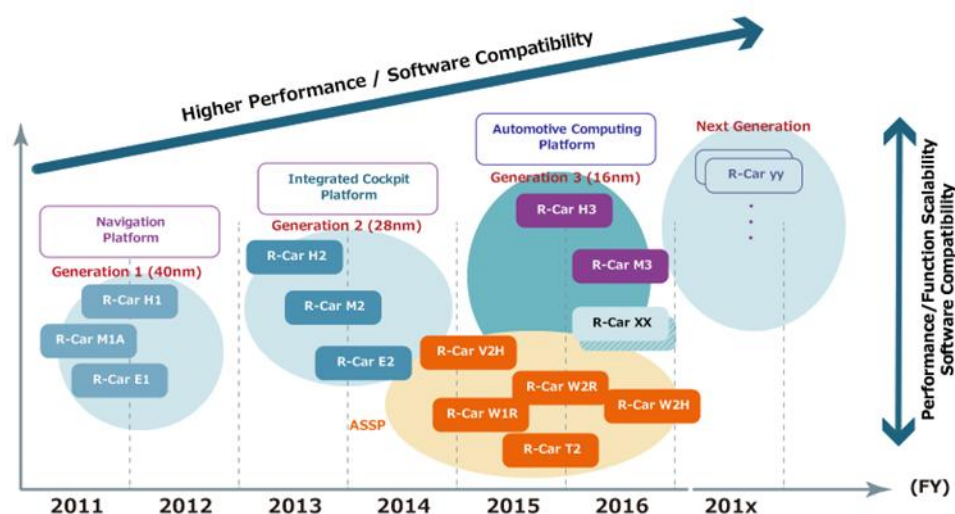 Higher Performance / Software Compatibility
Automotive Computing
Platform
Next Generation
Integrated Cockpit
Platform
Generation 3 (16nm)
R-Car yy
Navigation
Platform
Generation 2 (28nm)
R-Car H3
R-Car H2
R-Car M3
Generation 1 (40nm)
R-Car H1
R-Car M2
R-Car XX
R-Car M1A
R-Car V2H
R-Car E2
R-Car E1
R-Car W2R
R-Car W2H
R-Car W1R
ASSP
R-Car T2
Performance/Function Scalability
Software Compatibility
(FY)
2011
2012
2013
2014
2015
2016
201x